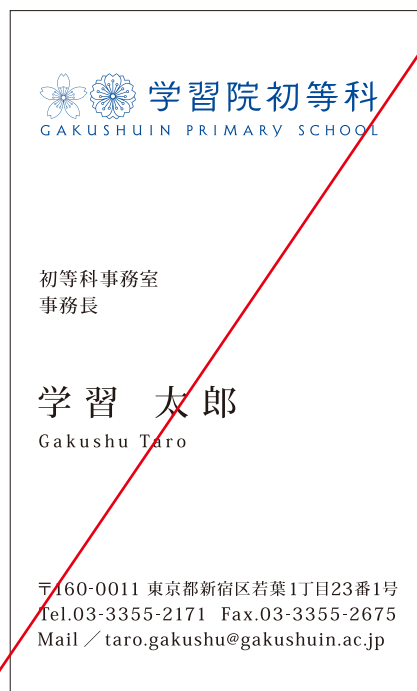 学習院初等科
GAKUSHUIN PRIMARY SCHOOL
初等科事務室
事務長
学習 太郎
Gakushu Taro
〒160-0011 東京都新宿区若葉1丁目23番1号
Tel.03-3355-2171 Fax.03-3355-2675
Mail／taro.gakushu@gakushuin.ac.jp